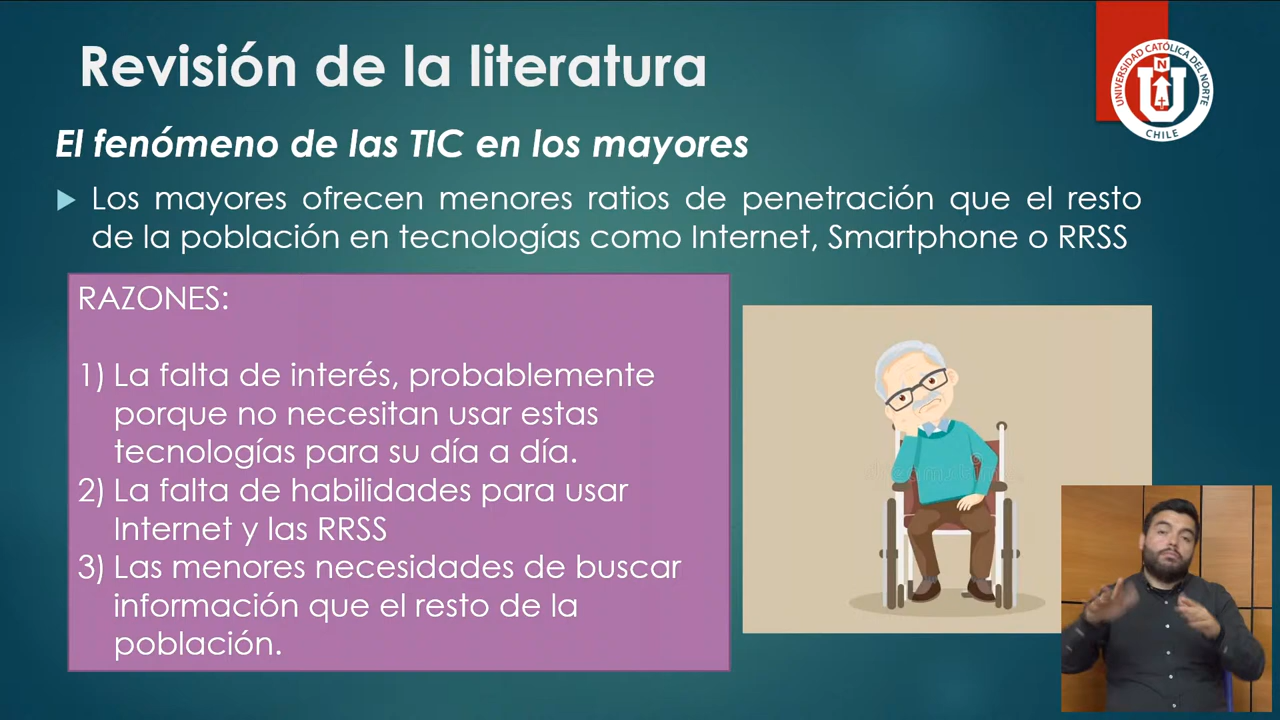 Revisión de la literatura
UNIVERSIDAD CATÓLICA DEL NORTE
N
CHILE
El fenómeno de las TIC en los mayores
Los mayores ofrecen menores ratios de penetración que el resto
de la población en tecnologías como Internet, Smartphone o RRSS
RAZONES:
1) La falta de interés, probablemente
porque no necesitan usar estas
tecnologías para su día a día.
2) La falta de habilidades para usar
Internet y las RRSS
3) Las menores necesidades de buscar
información que el resto de la
población.